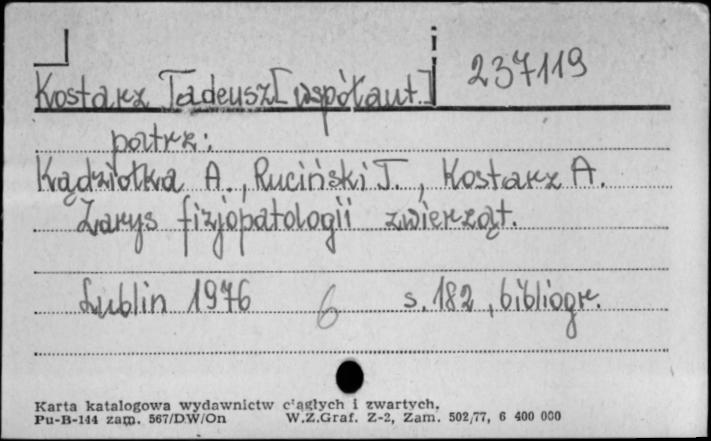 237119
Kostarz Tadeusz [współaut.]
patrz:
Kądziołka A., Ruciński T., Kostarz A.
Zarys fizjopatologii zwierząt.
Lublin 1976 6 s. 182, bibliogr.
Karta katalogowa wydawnictw ciągłych i zwartych.
Pu-B-144 zam. 567/DW/On W.Z.Graf. Z-2, Zam. 502/77, 6 400 000